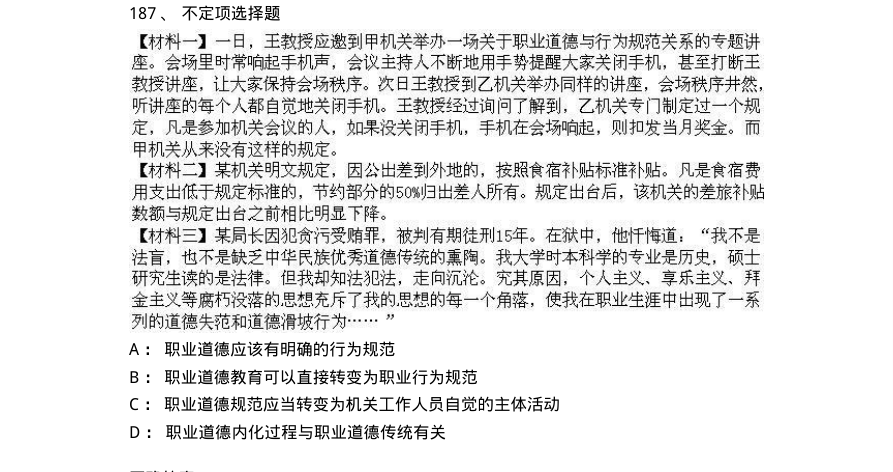 187 、 不定项选择题
【材料一】一日，王教授应邀到甲机关举办一场关于职业道德与行为规范关系的专题讲
座。会场里时常响起手机声，会议主持人不断地用手势提醒大家关闭手机，甚至打断王
教授讲座，让大家保持会场秩序。次日王教授到乙机关举办同样的讲座，会场秩序井然，
听讲座的每个人都自觉地关闭手机。王教授经过询问了解到，乙机关专门制定过一个规
定，凡是参加机关会议的人，如果没关闭手机，手机在会场响起，则扣发当月奖金。而
甲机关从来没有这样的规定。
【材料二】某机关明文规定，因公出差到外地的，按照食宿补贴标准补贴。凡是食宿费
用支出低于规定标准的，节约部分的50%归出差人所有。规定出台后，该机关的差旅补贴
数额与规定出台之前相比明显下降。
【材料三】某局长因犯贪污受贿罪，被判有期徒刑15年。在狱中，他忏悔道：“我不是
法盲，也不是缺乏中华民族优秀道德传统的熏陶。我大学时本科学的专业是历史，硕士
研究生读的是法律。但我却知法犯法，走向沉沦。究其原因，个人主义、享乐主义、拜
金主义等腐朽没落的思想充斥了我的思想的每一个角落，使我在职业生涯中出现了一系
列的道德失范和道德滑坡行为…… ”
A ： 职业道德应该有明确的行为规范
B ： 职业道德教育可以直接转变为职业行为规范
C ： 职业道德规范应当转变为机关工作人员自觉的主体活动
D ： 职业道德内化过程与职业道德传统有关